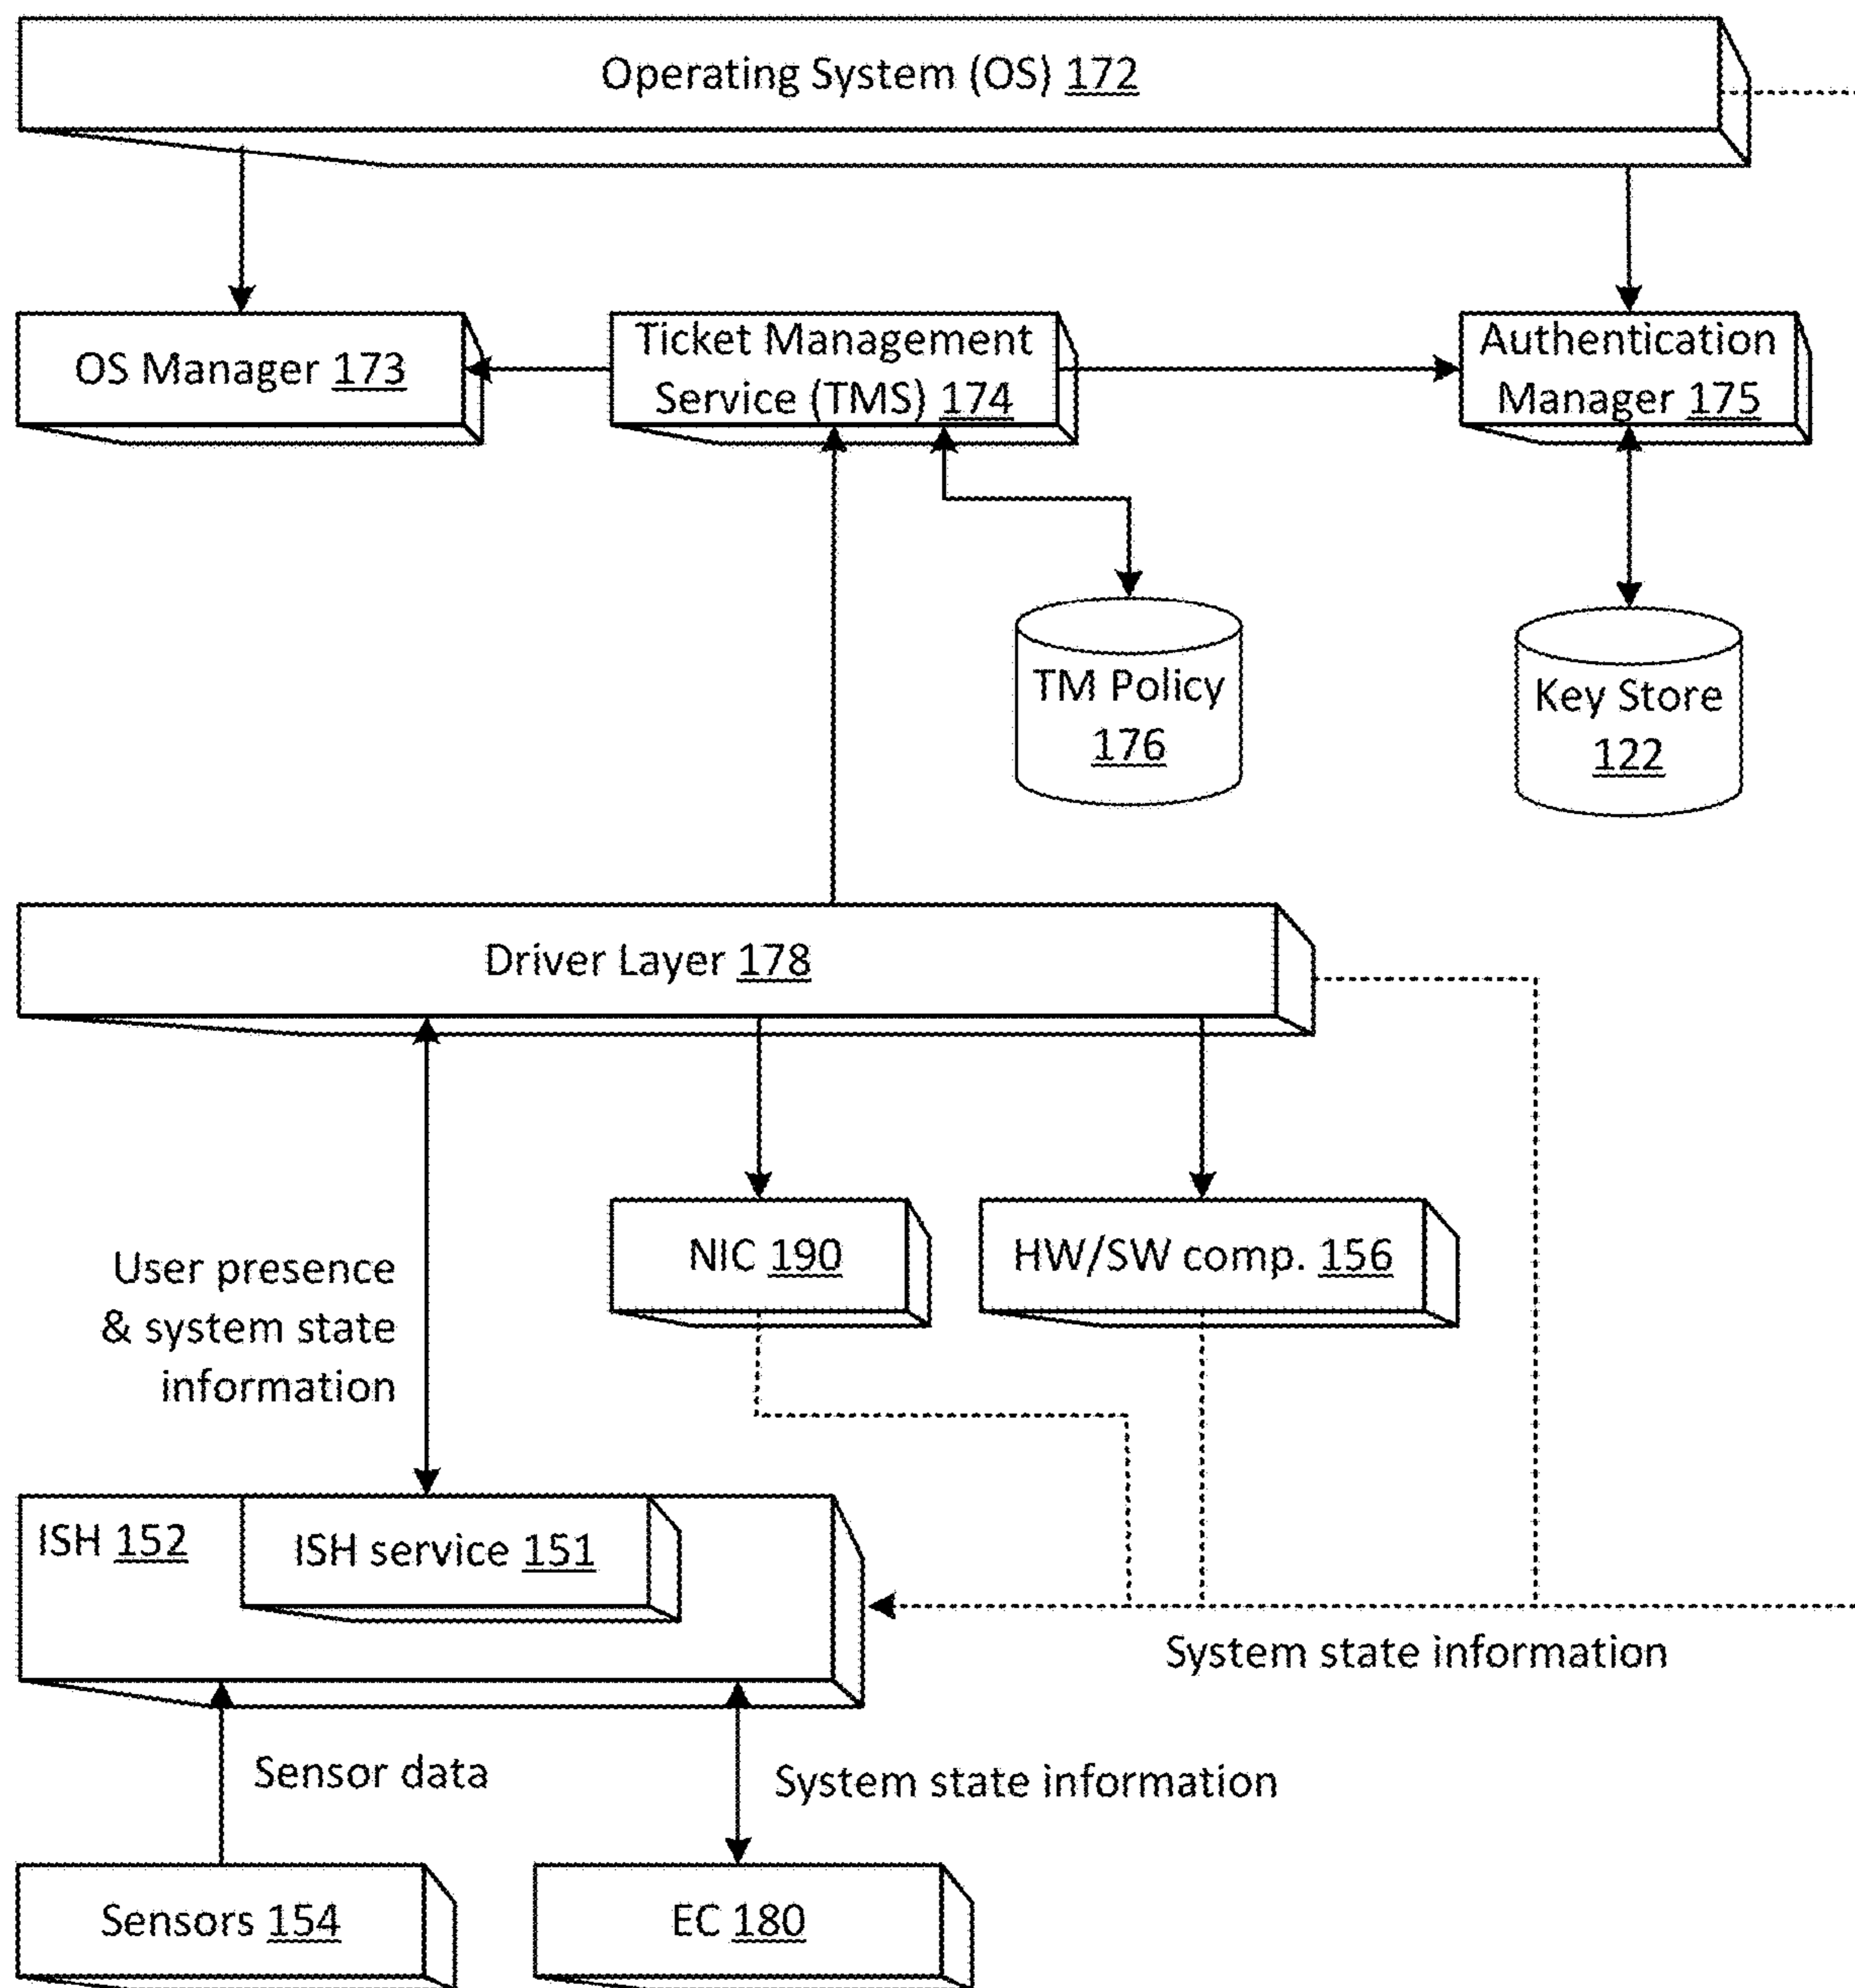 Operating System (OS) 172
OS Manager 173
Ticket Management
Service (TMS) 174
Authentication
Manager 175
TM Policy
176
Key Store
122
Driver Layer 178
User presence
& system state
information
NIC 190
HW/SW comp. 156
ISH 152
ISH service 151
System state information
Sensor data
System state information
Sensors 154
EC 180